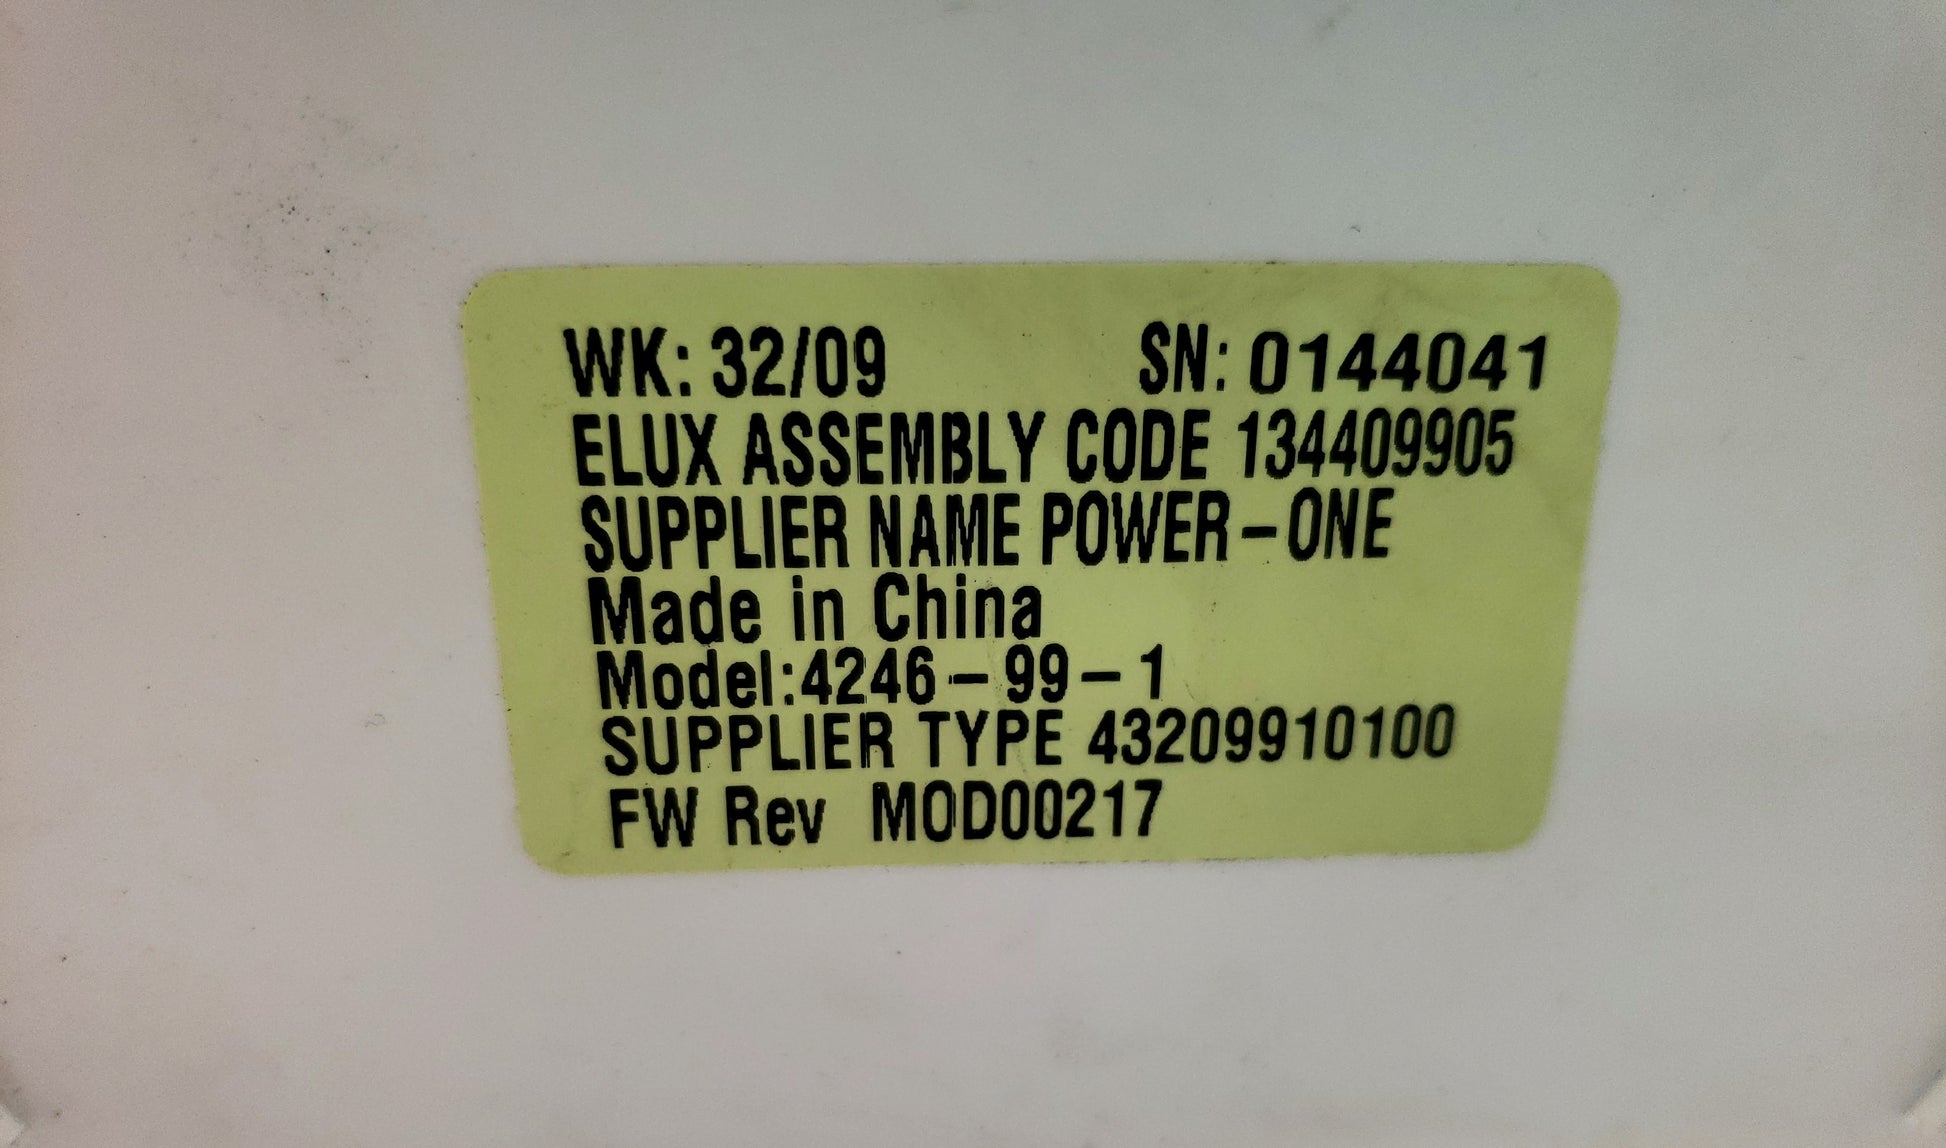 WK: 32/09 SN: 0144041
ELUX ASSEMBLY CODE 134409905
SUPPLIER NAME POWER-ONE
Made in China
Model:4246-99-1
SUPPLIER TYPE 43209910100
FW Rev MOD00217